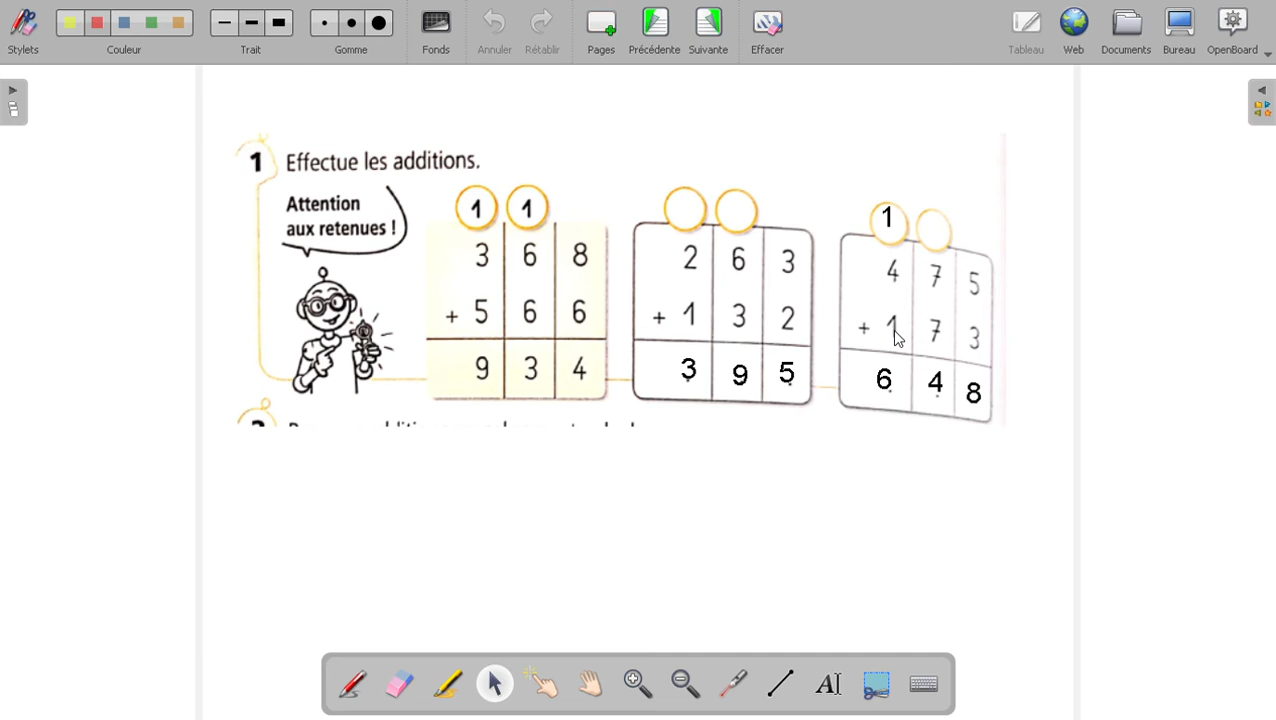 Stylets Couleur Trait Gomme Fonds Annuler Rétablir Pages Précédente Suivante Effacer Tableau Web Documents Bureau OpenBoard
1 Effectue les additions.
Attention
aux retenues !
1 1
3 6 8
+ 5 6 6
9 3 4
2 6 3
+ 1 3 2
3 9 5
1
4 7 5
+ 1 7 3
6 4 8